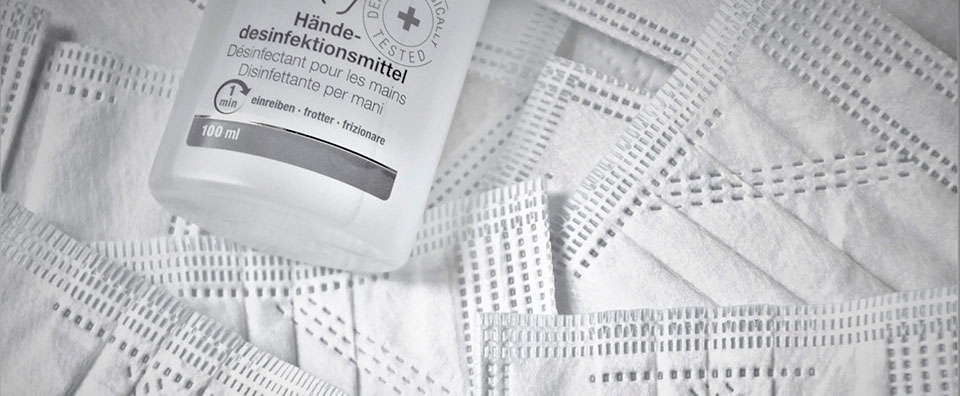 Hände-
desinfektionsmittel
Désinfectant pour les mains
Disinfettante per mani
1
min
einreiben · frotter · frizionare
100 ml
TESTED